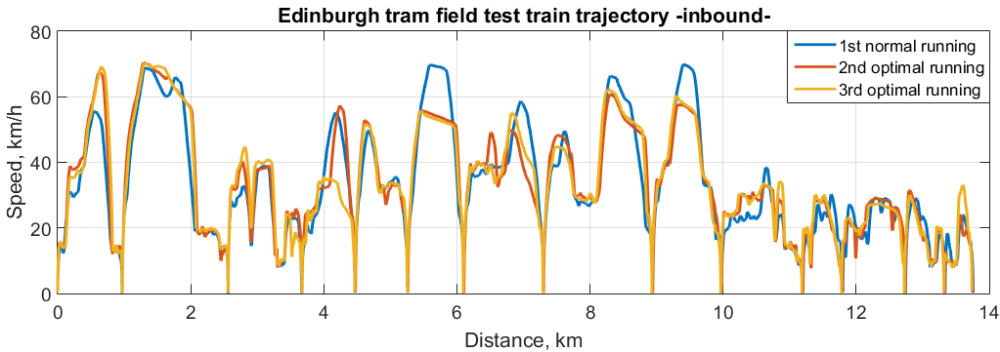 Edinburgh tram field test train trajectory -inbound-
1st normal running
2nd optimal running
3rd optimal running
Speed, km/h
80
60
40
20
0
0 2 4 6 8 10 12 14
Distance, km